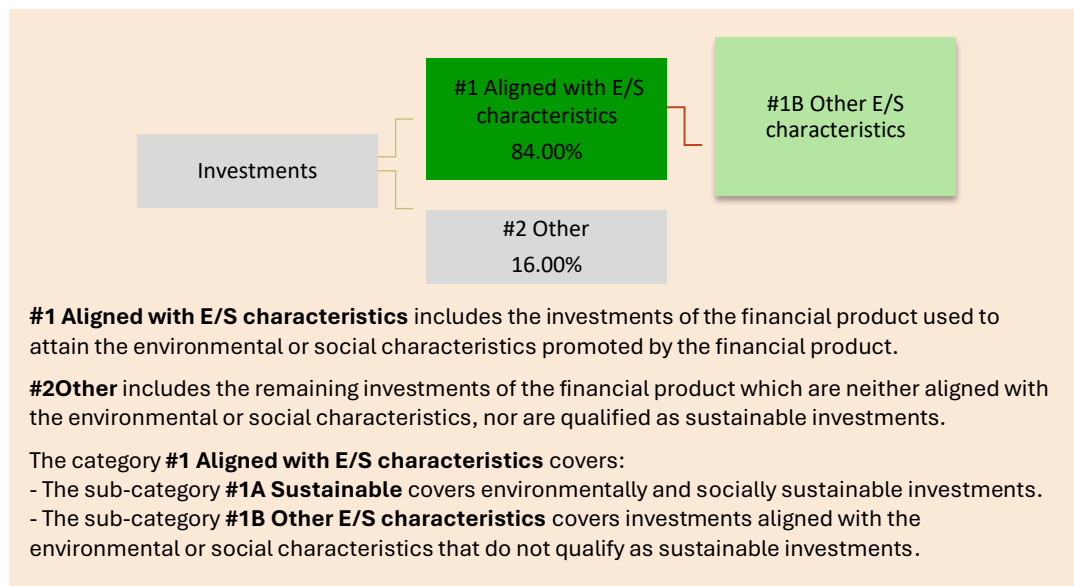 #1 Aligned with E/S
characteristics
84.00%
#1B Other E/S
characteristics
Investments
#2 Other
16.00%
#1 Aligned with E/S characteristics includes the investments of the financial product used to
attain the environmental or social characteristics promoted by the financial product.
#2Other includes the remaining investments of the financial product which are neither aligned with
the environmental or social characteristics, nor are qualified as sustainable investments.
The category #1 Aligned with E/S characteristics covers:
- The sub-category #1A Sustainable covers environmentally and socially sustainable investments.
- The sub-category #1B Other E/S characteristics covers investments aligned with the
environmental or social characteristics that do not qualify as sustainable investments.